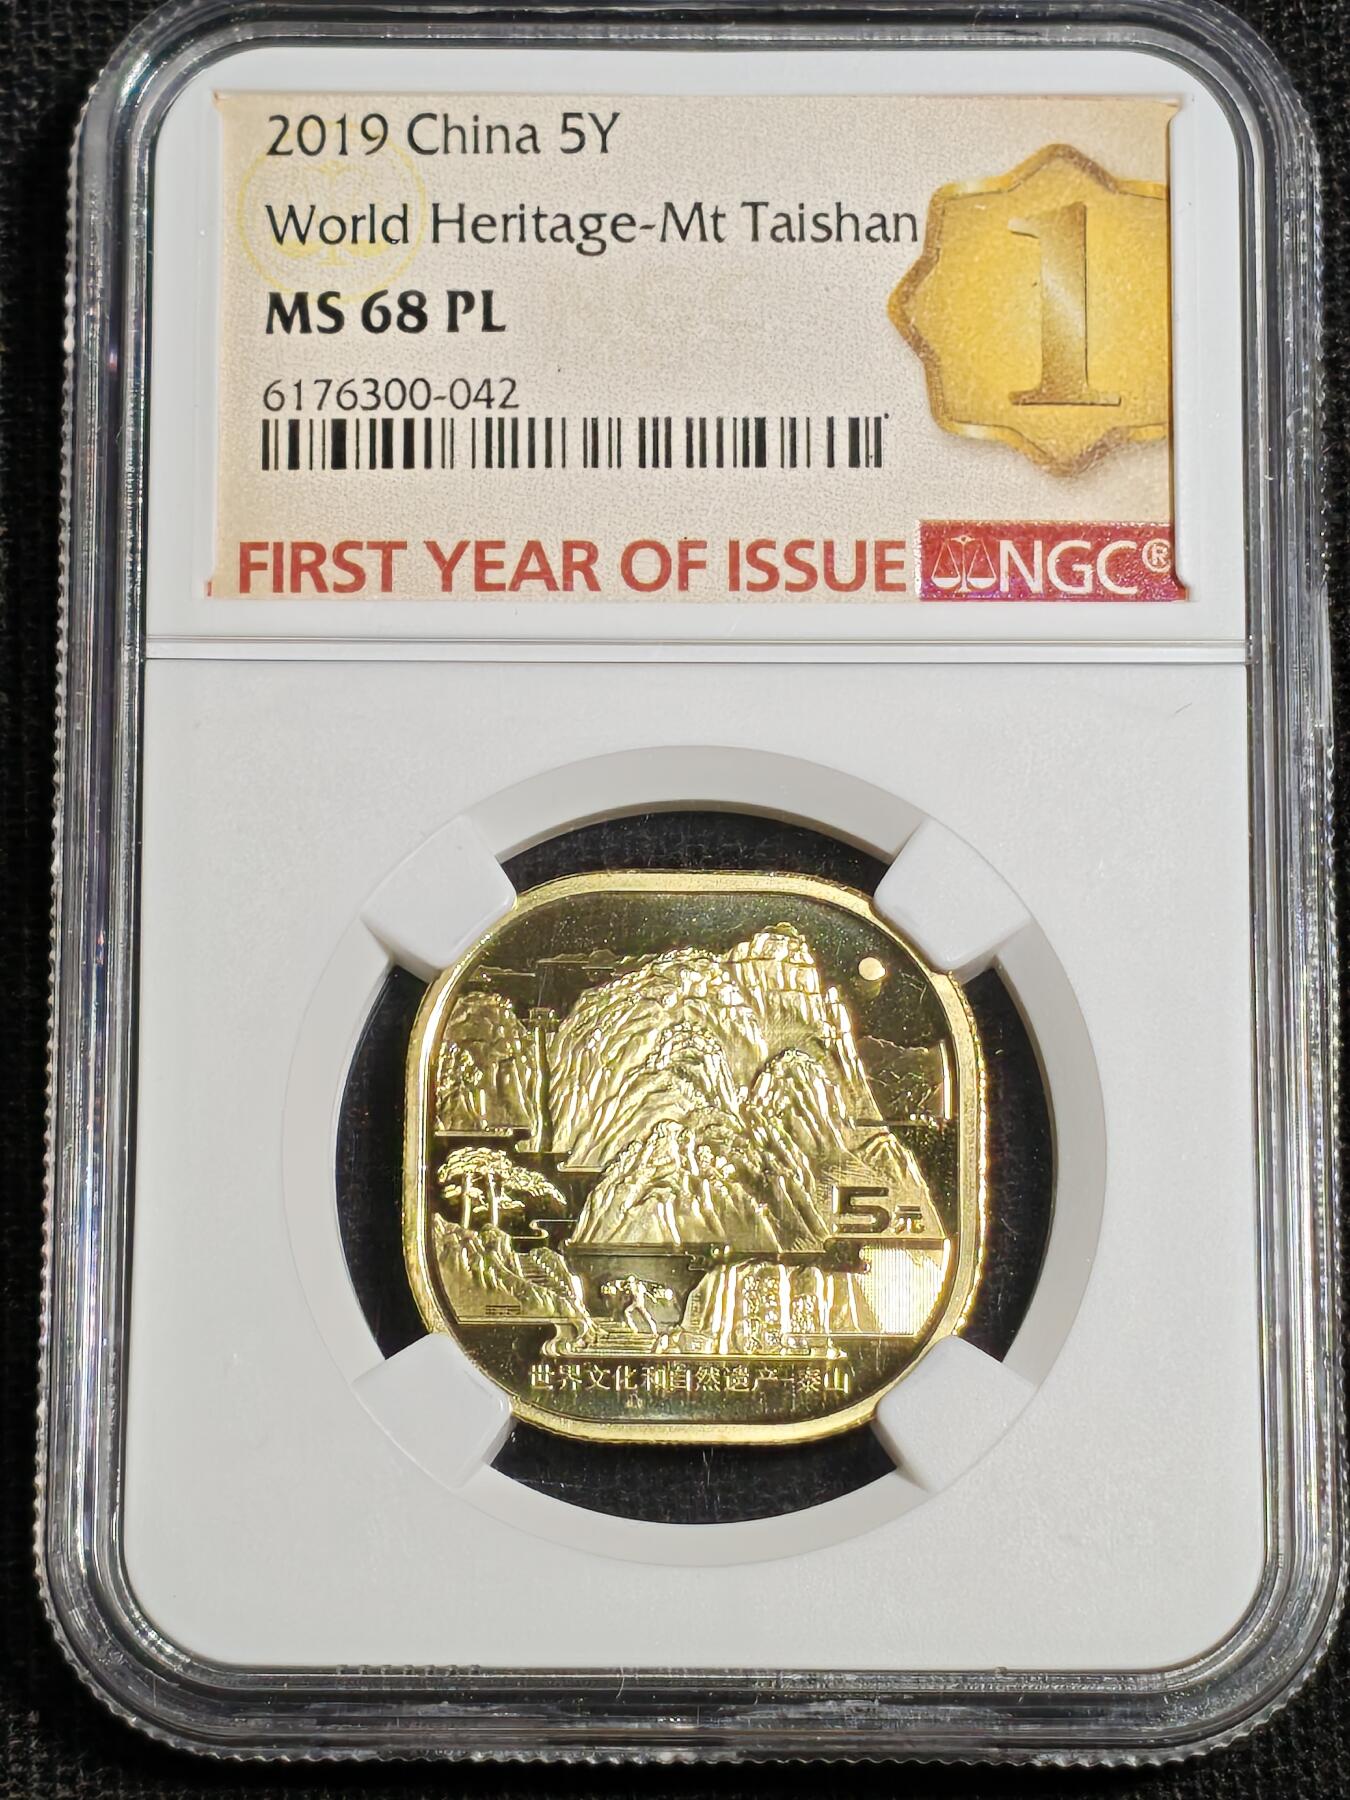 2019 China 5Y
World Heritage-Mt Taishan
MS 68 PL
6176300-042
1
FIRST YEAR OF ISSUE NGC®
5元
世界文化和自然遗产-泰山